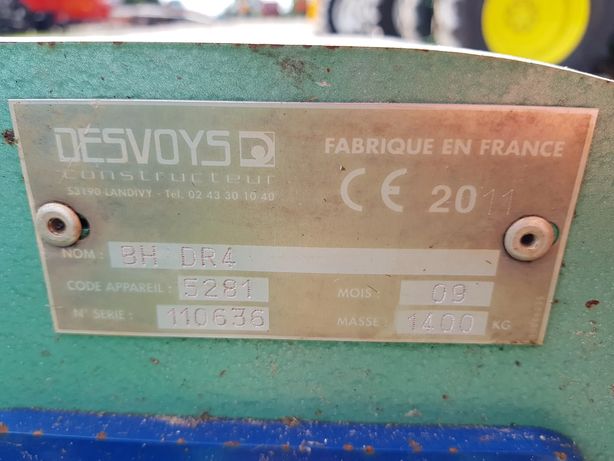 DESVOYS
constructeur
53190 LANDIVY - Tel. 02 43 30 10 40
FABRIQUE EN FRANCE
CE 2011
NOM : BH DR4
CODE APPAREIL : 5281 MOIS : 09
N° SERIE : 110636 MASSE : 1400 KG